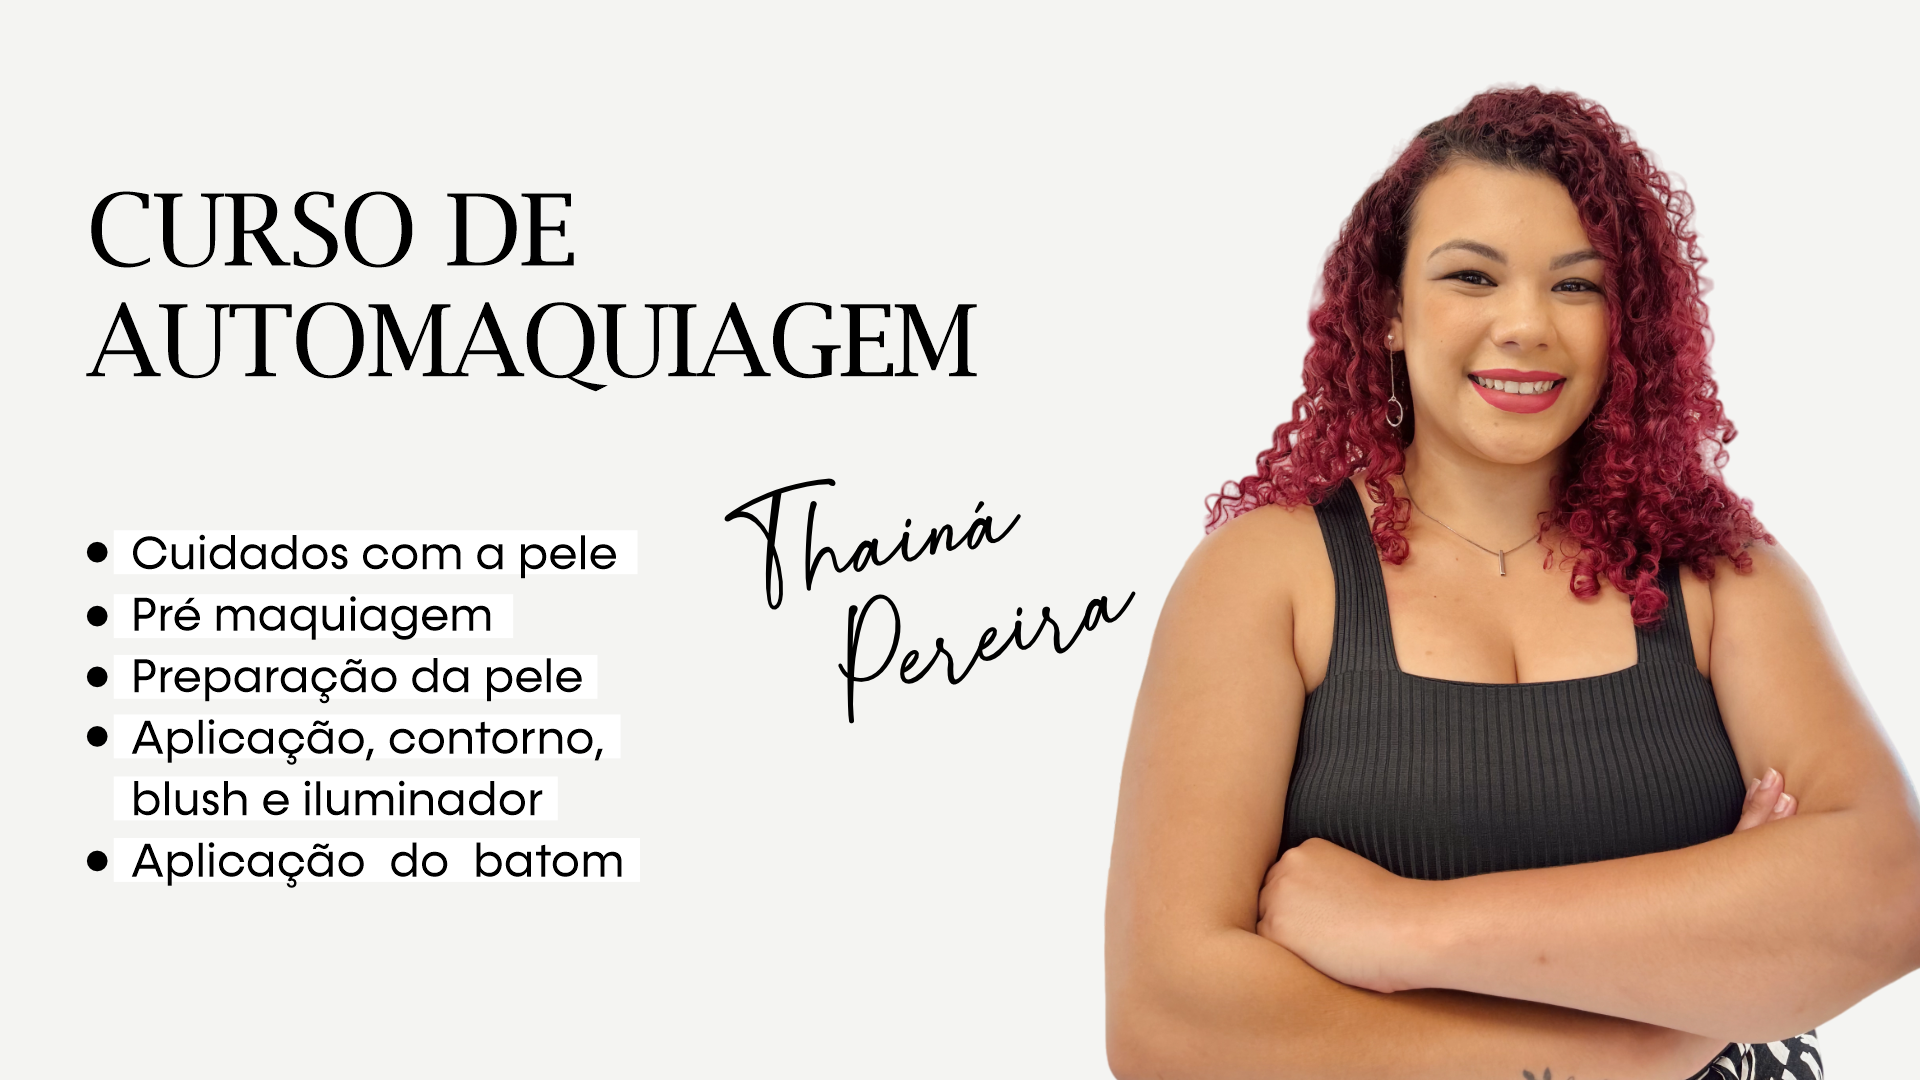 CURSO DE
AUTOMAQUIAGEM
Thainá
Pereira
• Cuidados com a pele
• Pré maquiagem
• Preparação da pele
• Aplicação, contorno,
blush e iluminador
• Aplicação do batom